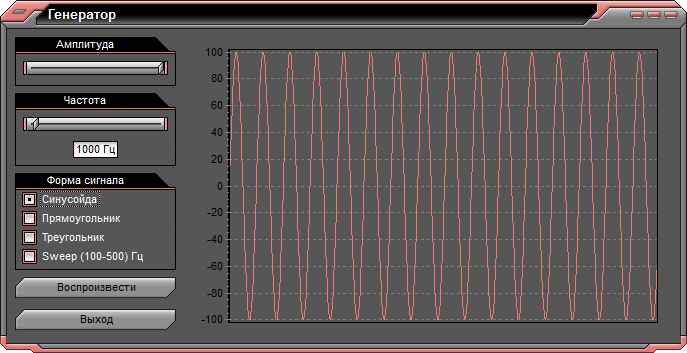 Генератор
Амплитуда
Частота
1000 Гц
Форма сигнала
Синусойда
Прямоугольник
Треугольник
Sweep (100-500) Гц
Воспроизвести
Выход
100
80
60
40
20
0
-20
-40
-60
-80
-100